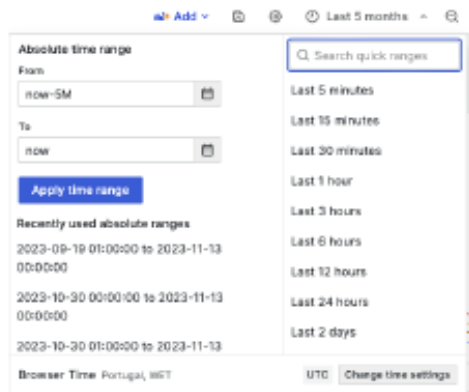 Add
Last 5 months
Absolute time range
From
now-5M
To
now
Apply time range
Recently used absolute ranges
2023-09-19 01:00:00 to 2023-11-13
00:00:00
2023-10-30 00:00:00 to 2023-11-13
00:00:00
2023-10-30 01:00:00 to 2023-11-13
Search quick ranges
Last 5 minutes
Last 15 minutes
Last 30 minutes
Last 1 hour
Last 3 hours
Last 6 hours
Last 12 hours
Last 24 hours
Last 2 days
Browser Time Portugal, WET
UTC
Change time settings